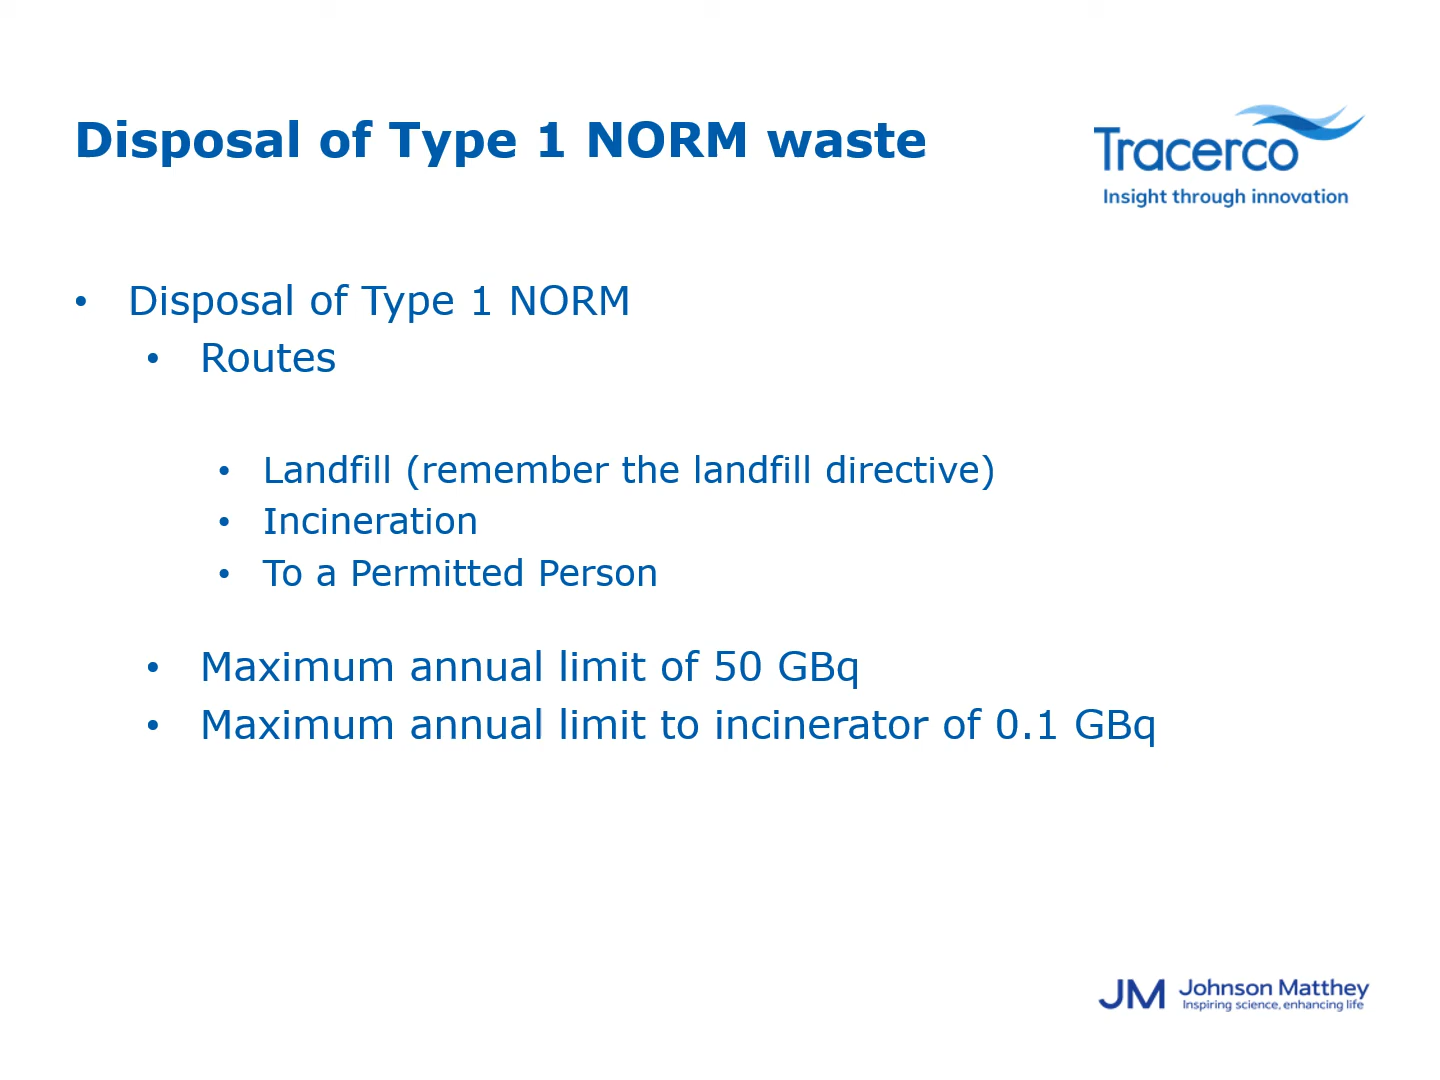 Disposal of Type 1 NORM waste
Tracerco
Insight through innovation
• Disposal of Type 1 NORM
• Routes
• Landfill (remember the landfill directive)
• Incineration
• To a Permitted Person
• Maximum annual limit of 50 GBq
• Maximum annual limit to incinerator of 0.1 GBq
JM Johnson Matthey
Inspiring science, enhancing life